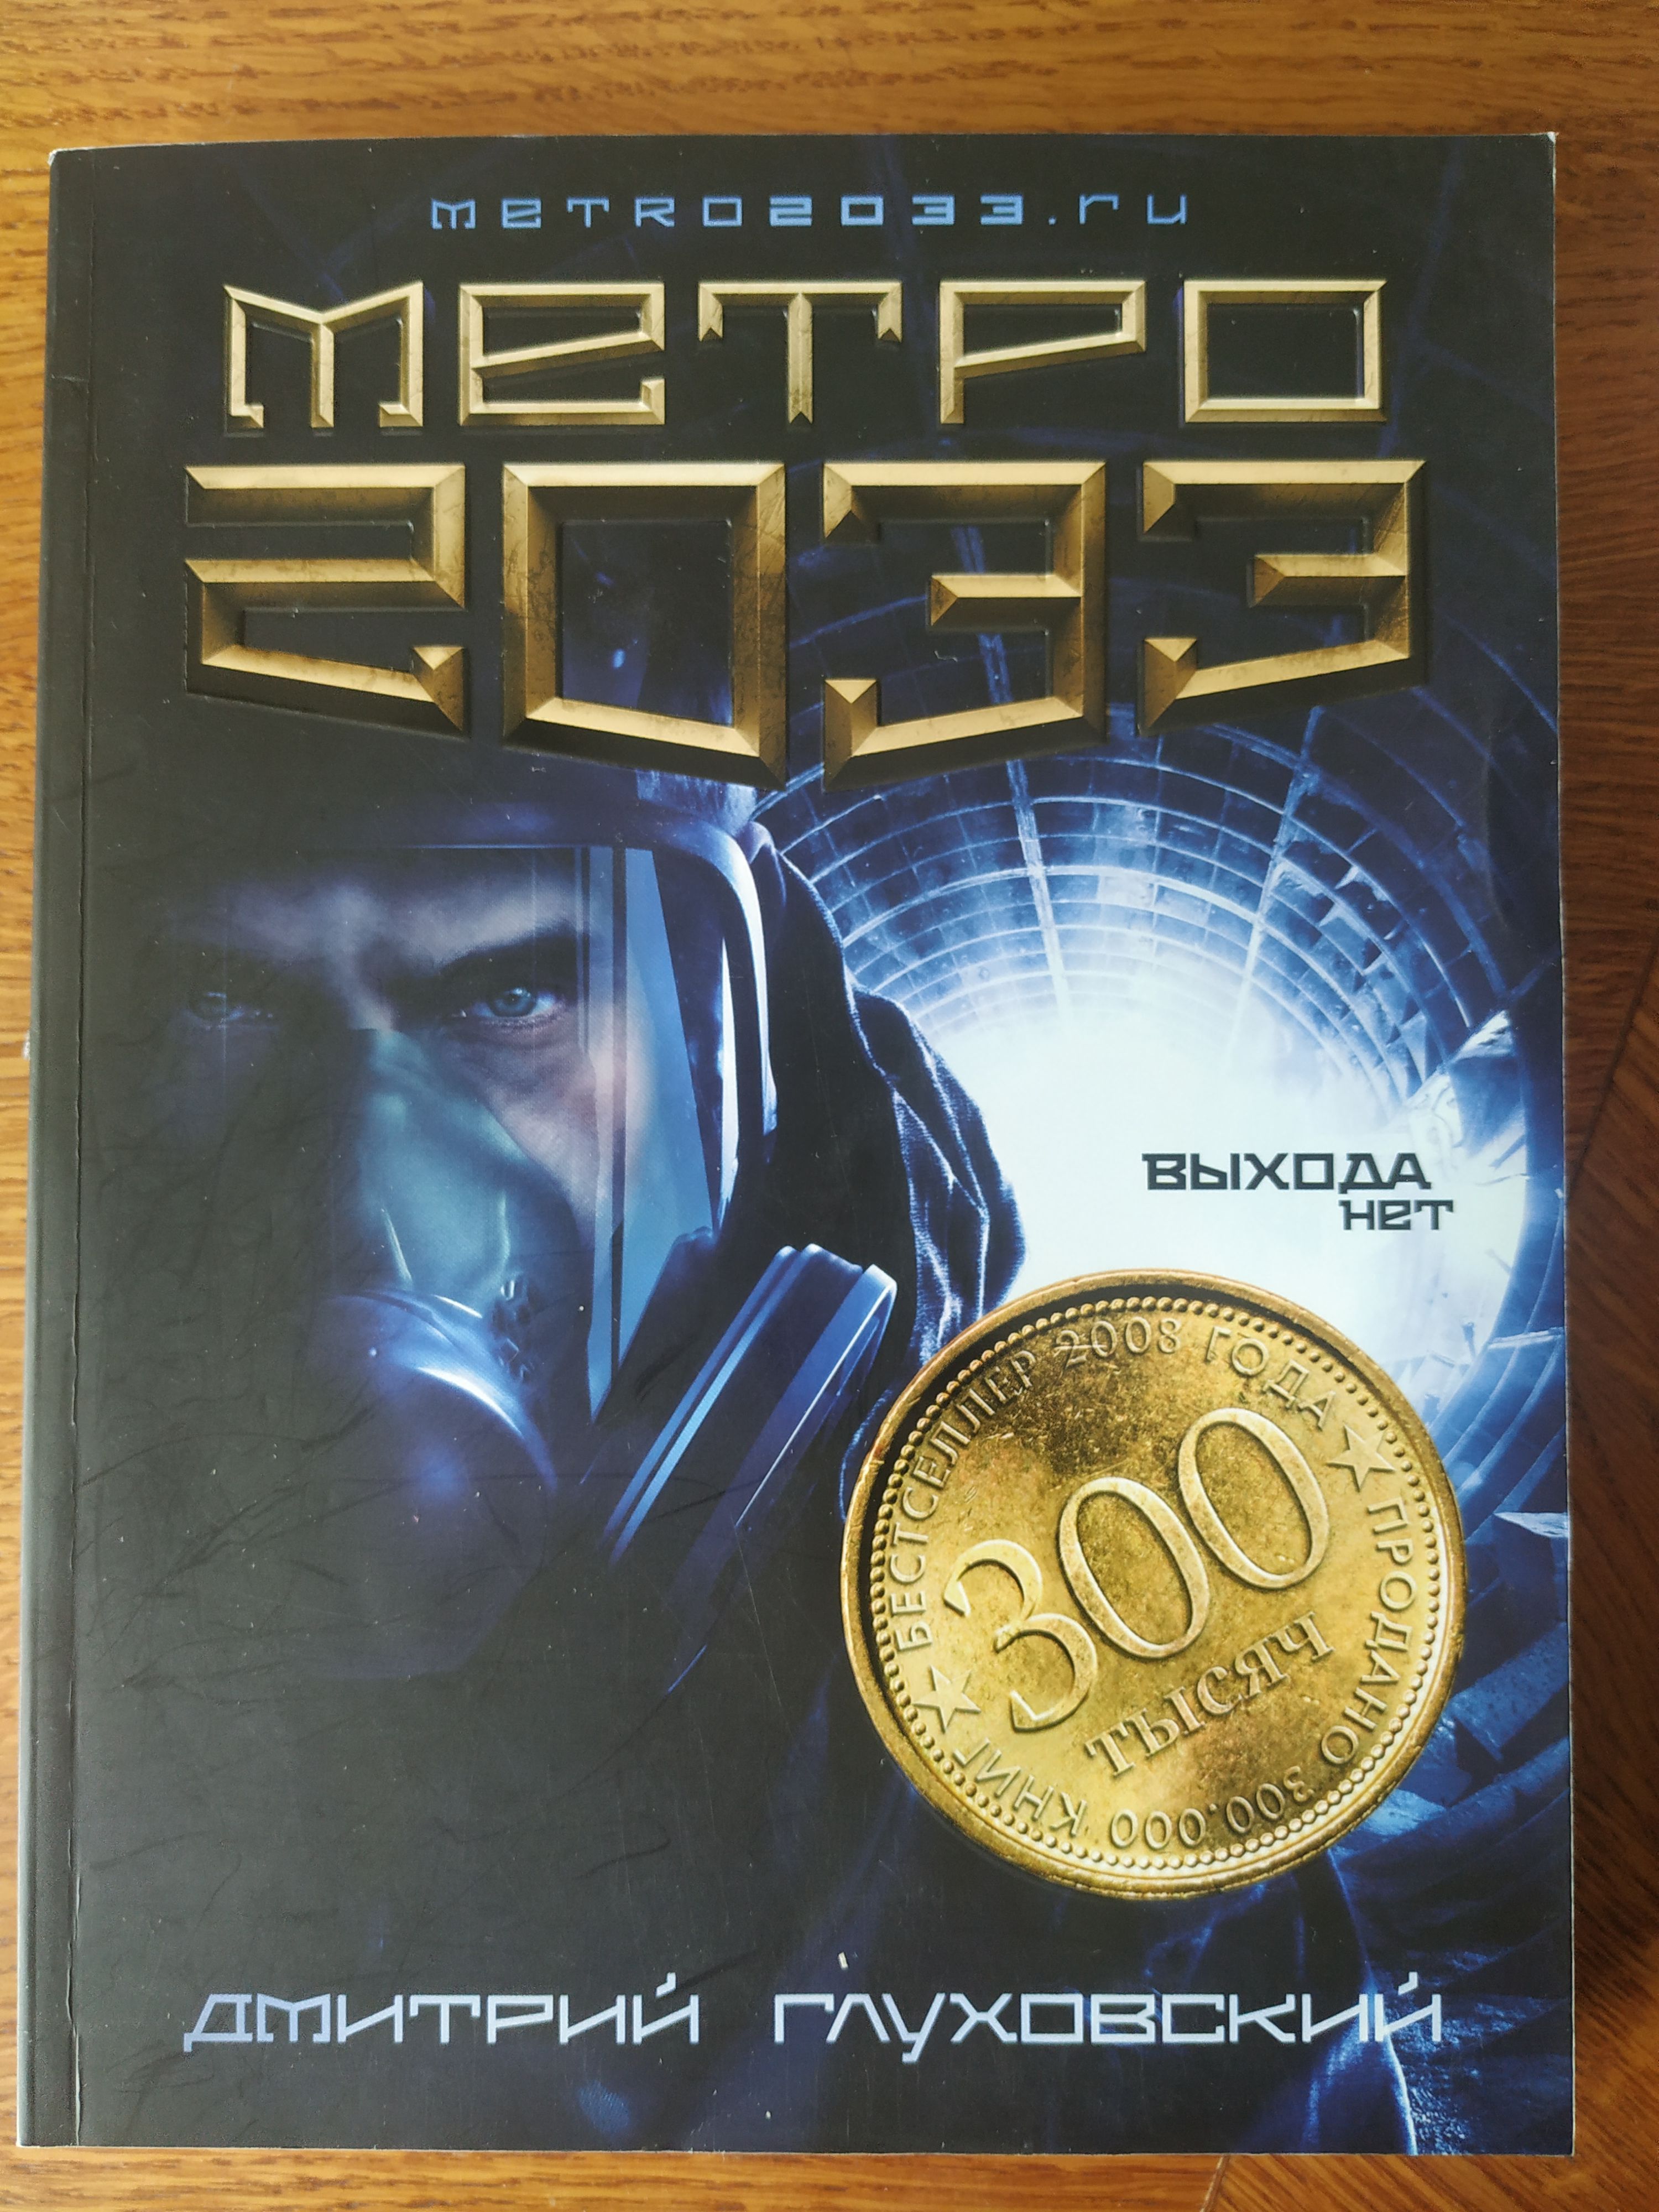 METRO2033.ru
МЕТРО
2033
ВЫХОДА
НЕТ
БЕСТСЕЛЛЕР 2008 ГОДА
ПРОДАНО 300.000 КНИГ
300
ТЫСЯЧ
ДМИТРИЙ ГЛУХОВСКИЙ